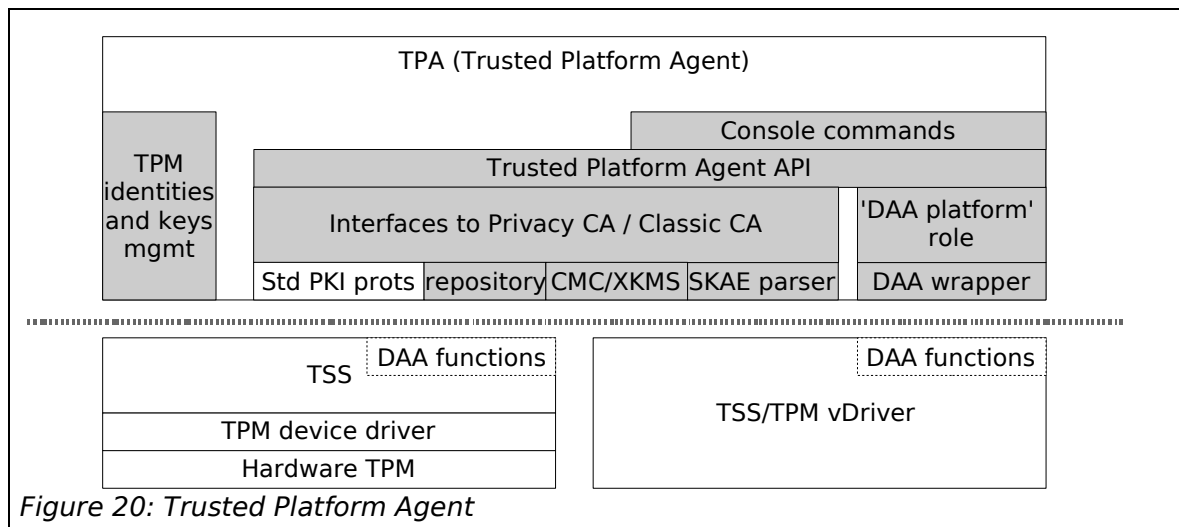 TPA (Trusted Platform Agent)
Console commands
TPM
identities
and keys
mgmt
Trusted Platform Agent API
Interfaces to Privacy CA / Classic CA
'DAA platform'
role
Std PKI prots
repository
CMC/XKMS
SKAE parser
DAA wrapper
DAA functions
TSS
TPM device driver
Hardware TPM
DAA functions
TSS/TPM vDriver
Figure 20: Trusted Platform Agent